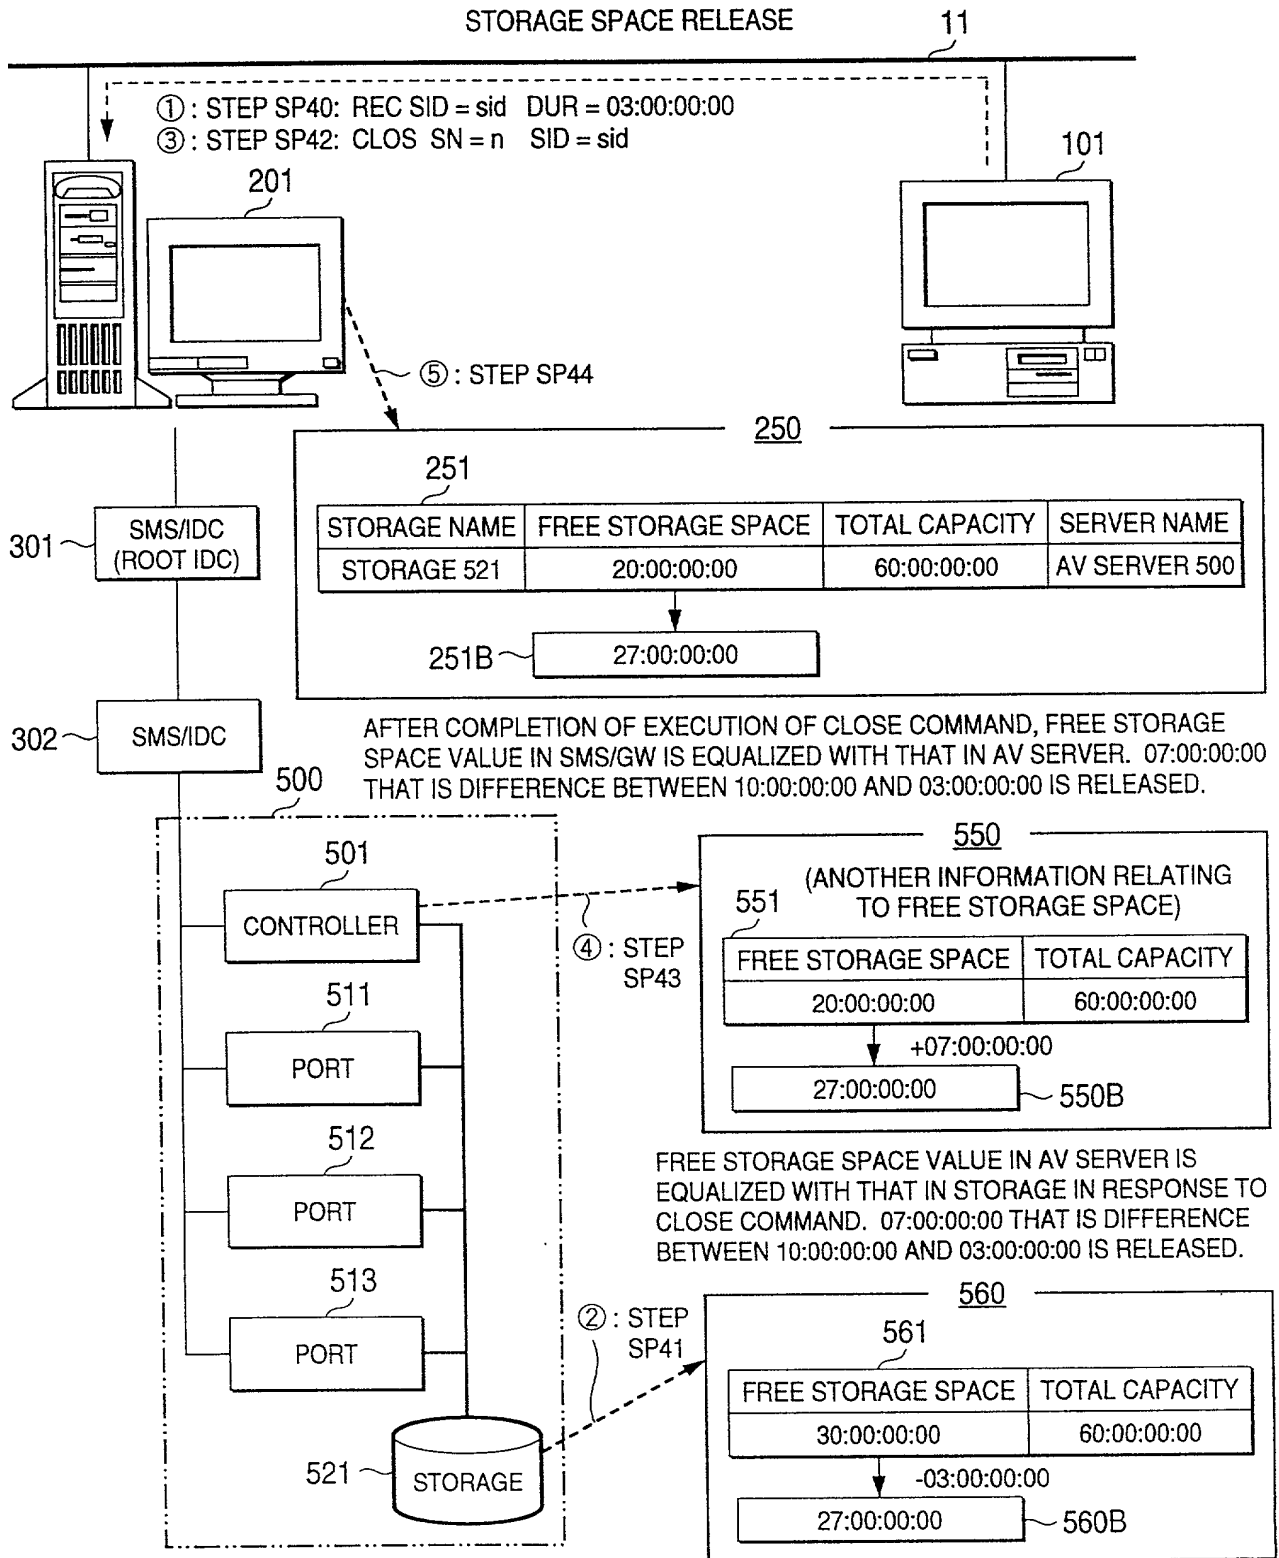 STORAGE SPACE RELEASE
11
① : STEP SP40: REC SID = sid DUR = 03:00:00:00
③ : STEP SP42: CLOS SN = n SID = sid
101
201
⑤ : STEP SP44
250
251
STORAGE NAME FREE STORAGE SPACE TOTAL CAPACITY SERVER NAME
STORAGE 521 20:00:00:00 60:00:00:00 AV SERVER 500
251B 27:00:00:00
301 SMS/IDC
(ROOT IDC)
302 SMS/IDC
AFTER COMPLETION OF EXECUTION OF CLOSE COMMAND, FREE STORAGE
SPACE VALUE IN SMS/GW IS EQUALIZED WITH THAT IN AV SERVER. 07:00:00:00
THAT IS DIFFERENCE BETWEEN 10:00:00:00 AND 03:00:00:00 IS RELEASED.
500
501
CONTROLLER
④ : STEP
SP43
550
(ANOTHER INFORMATION RELATING
TO FREE STORAGE SPACE)
551
FREE STORAGE SPACE TOTAL CAPACITY
20:00:00:00 60:00:00:00
+07:00:00:00
27:00:00:00 550B
511
PORT
512
PORT
513
PORT
FREE STORAGE SPACE VALUE IN AV SERVER IS
EQUALIZED WITH THAT IN STORAGE IN RESPONSE TO
CLOSE COMMAND. 07:00:00:00 THAT IS DIFFERENCE
BETWEEN 10:00:00:00 AND 03:00:00:00 IS RELEASED.
② : STEP
SP41
560
561
FREE STORAGE SPACE TOTAL CAPACITY
30:00:00:00 60:00:00:00
-03:00:00:00
27:00:00:00 560B
521 STORAGE